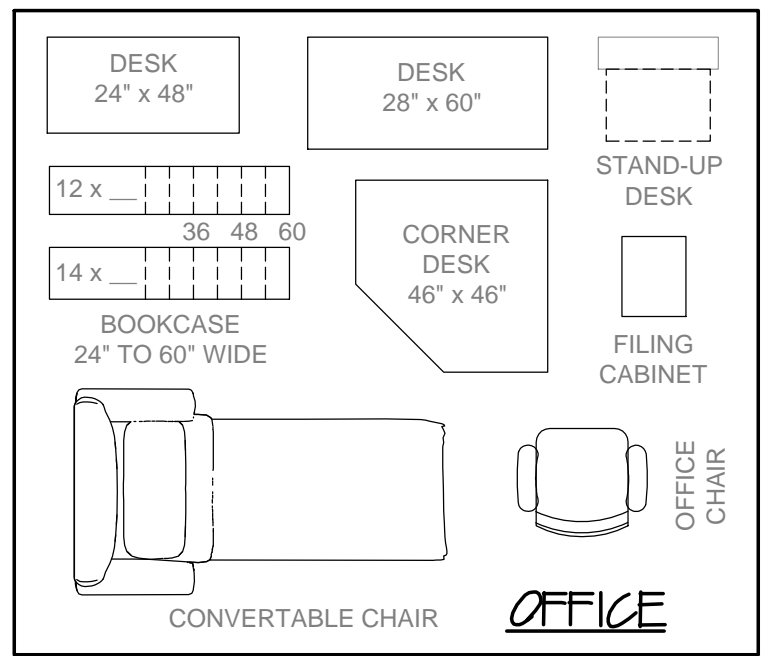 DESK
24" x 48"
DESK
28" x 60"
STAND-UP
DESK
12 x __
36 48 60
14 x __
BOOKCASE
24" TO 60" WIDE
CORNER
DESK
46" x 46"
FILING
CABINET
CONVERTABLE CHAIR
OFFICE
CHAIR
OFFICE